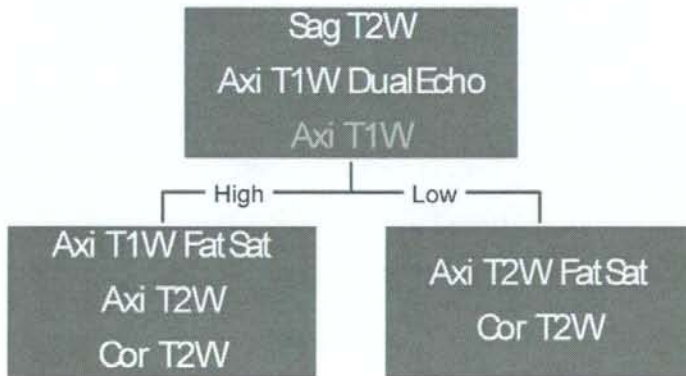 Sag T2W
Axi T1W DualEcho
Axi T1W
High
Low
Axi T1W FatSat
Axi T2W
Cor T2W
Axi T2W FatSat
Cor T2W